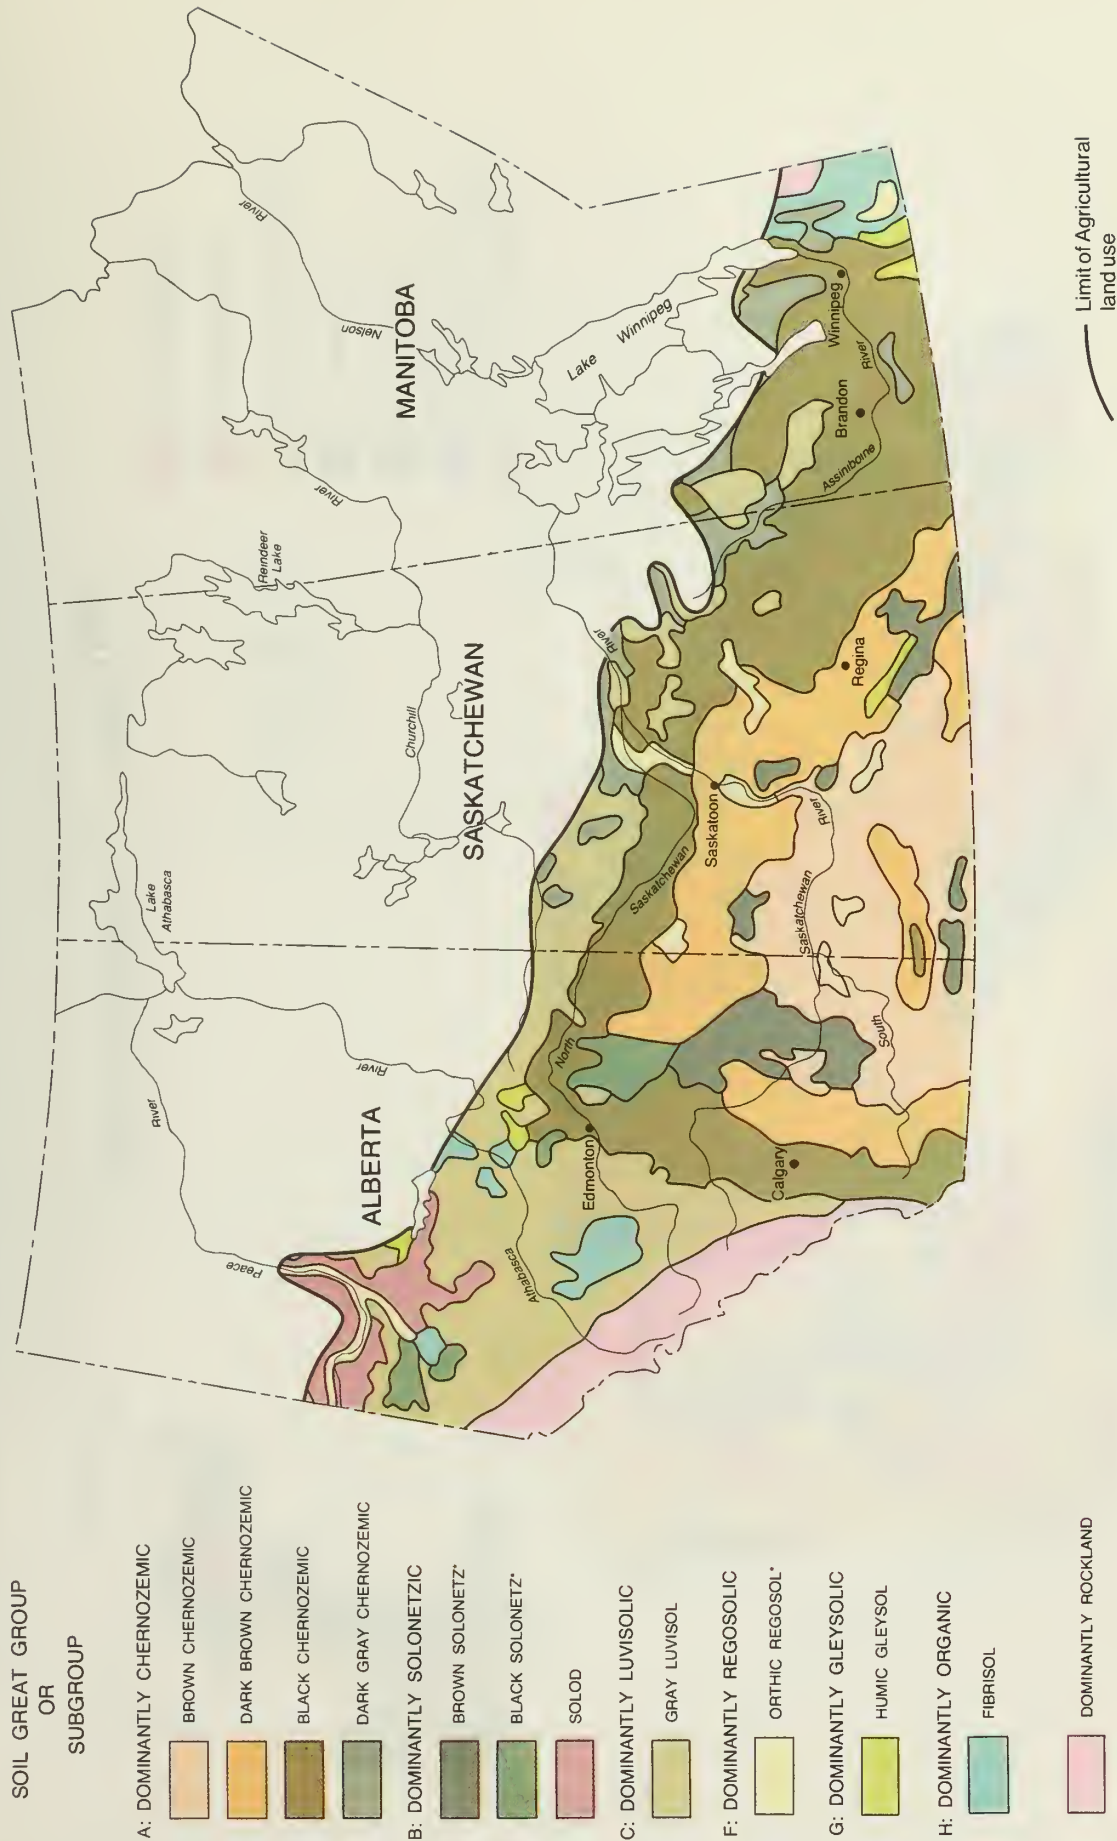 SOIL GREAT GROUP
OR
SUBGROUP
A: DOMINANTLY CHERNOZEMIC
BROWN CHERNOZEMIC
DARK BROWN CHERNOZEMIC
BLACK CHERNOZEMIC
DARK GRAY CHERNOZEMIC
B: DOMINANTLY SOLONETZIC
BROWN SOLONETZ*
BLACK SOLONETZ*
SOLOD
C: DOMINANTLY LUVISOLIC
GRAY LUVISOL
F: DOMINANTLY REGOSOLIC
ORTHIC REGOSOL*
G: DOMINANTLY GLEYSOLIC
HUMIC GLEYSOL
H: DOMINANTLY ORGANIC
FIBRISOL
DOMINANTLY ROCKLAND
ALBERTA
Peace
River
River
Athabasca
Edmonton
Calgary
North
South
Lake
Athabasca
SASKATCHEWAN
Churchill
River
Reindeer
Lake
Saskatchewan
River
Saskatoon
Saskatchewan
River
Regina
MANITOBA
Nelson
River
Lake
Winnipeg
Assiniboine
River
Brandon
Winnipeg
Limit of Agricultural
land use